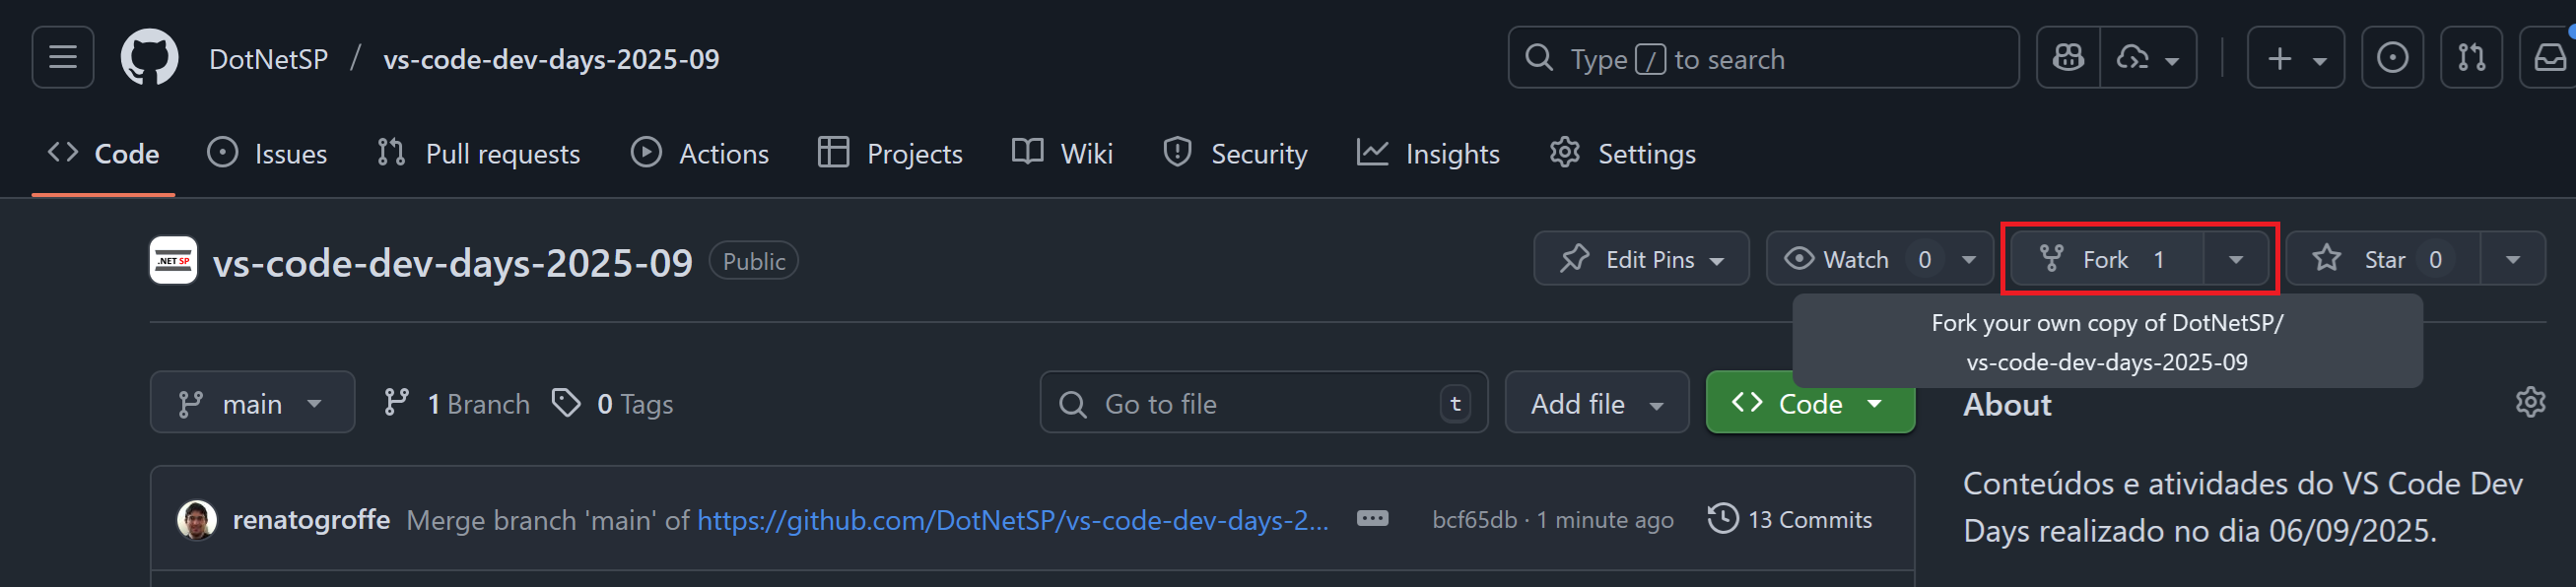 DotNetSP / vs-code-dev-days-2025-09 Type / to search
Code Issues Pull requests Actions Projects Wiki Security Insights Settings
.NET SP vs-code-dev-days-2025-09 Public Edit Pins Watch 0 Fork 1 Star 0
Fork your own copy of DotNetSP/
vs-code-dev-days-2025-09
main 1 Branch 0 Tags Go to file t Add file Code About
Conteúdos e atividades do VS Code Dev
Days realizado no dia 06/09/2025.
renatogroffe Merge branch 'main' of https://github.com/DotNetSP/vs-code-dev-days-2... bcf65db · 1 minute ago 13 Commits